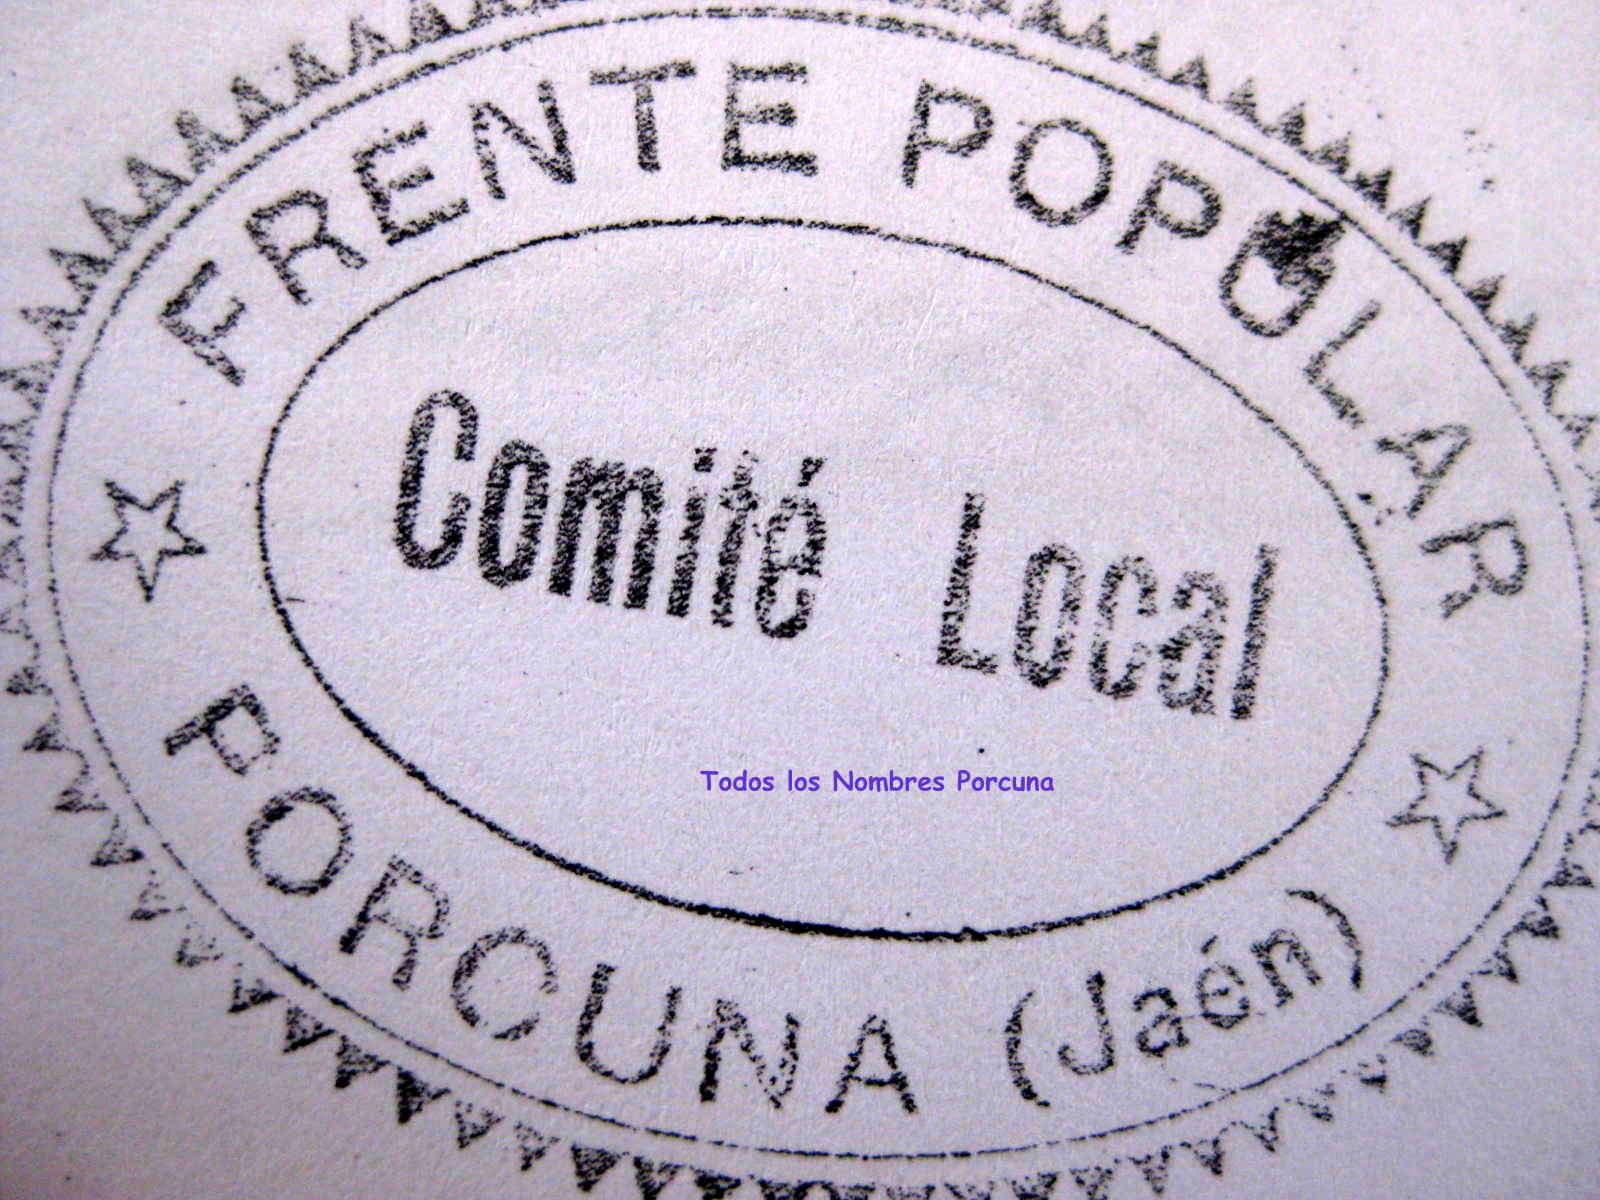 FRENTE POPULAR
Comité Local
Todos los Nombres Porcuna
PORCUNA (Jaén)